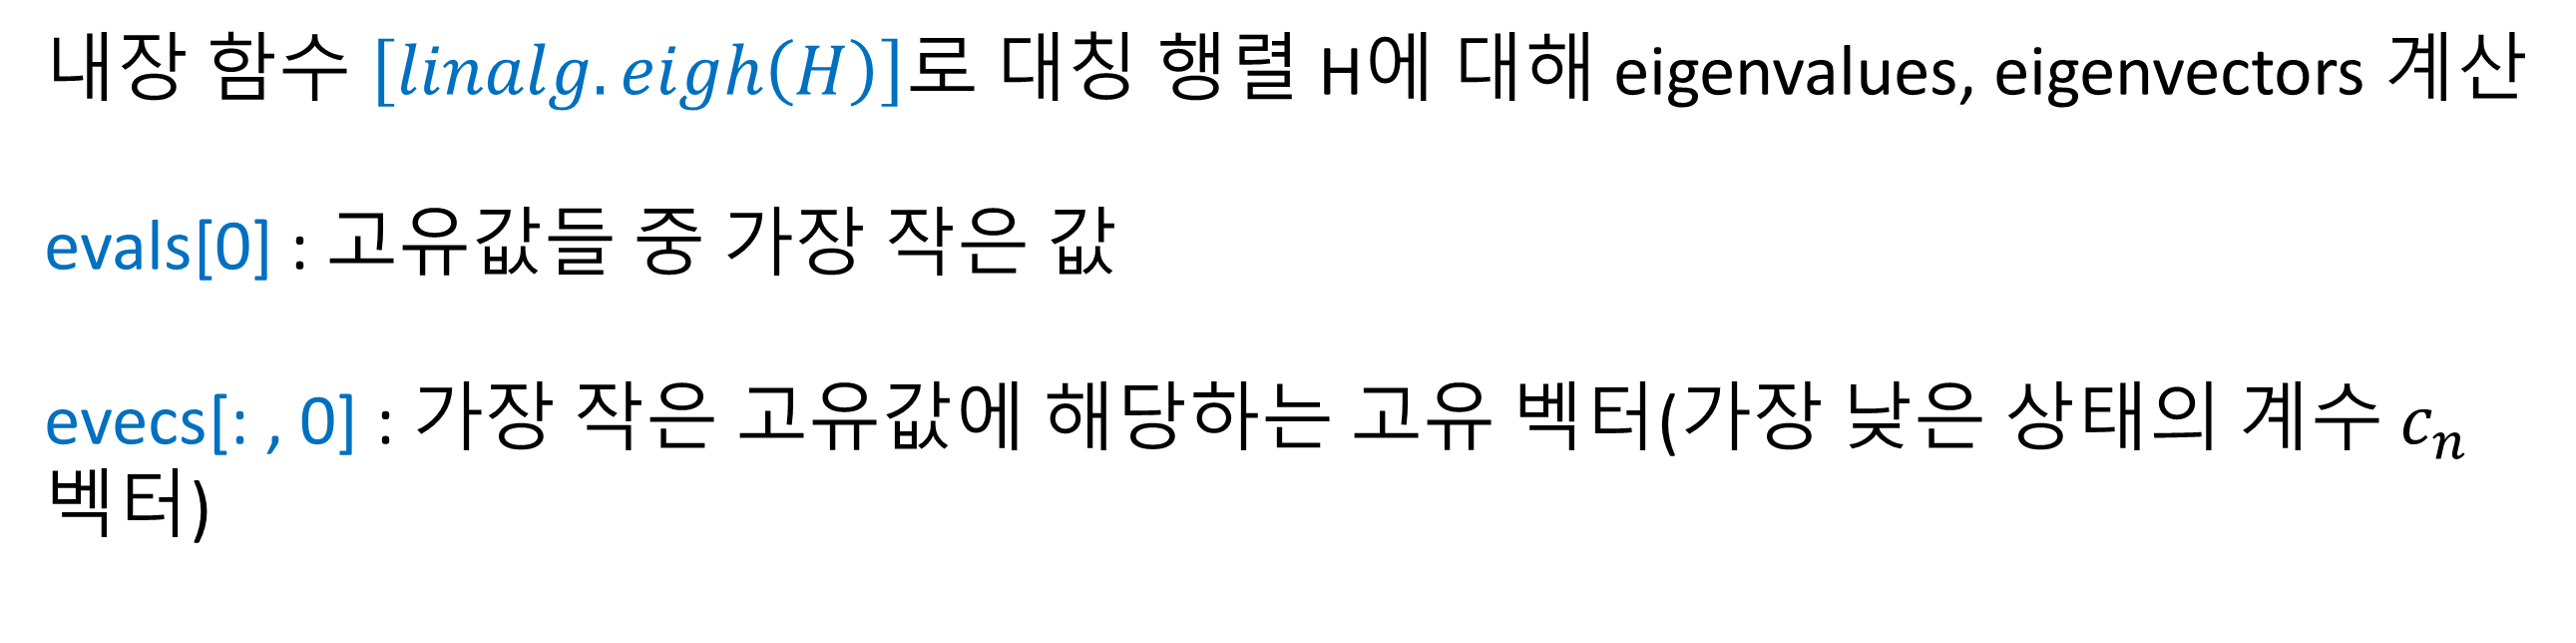 내장 함수 [linalg.eigh(H)]로 대칭 행렬 H에 대해 eigenvalues, eigenvectors 계산
evals[0] : 고유값들 중 가장 작은 값
evecs[: , 0] : 가장 작은 고유값에 해당하는 고유 벡터(가장 낮은 상태의 계수 cₙ
벡터)